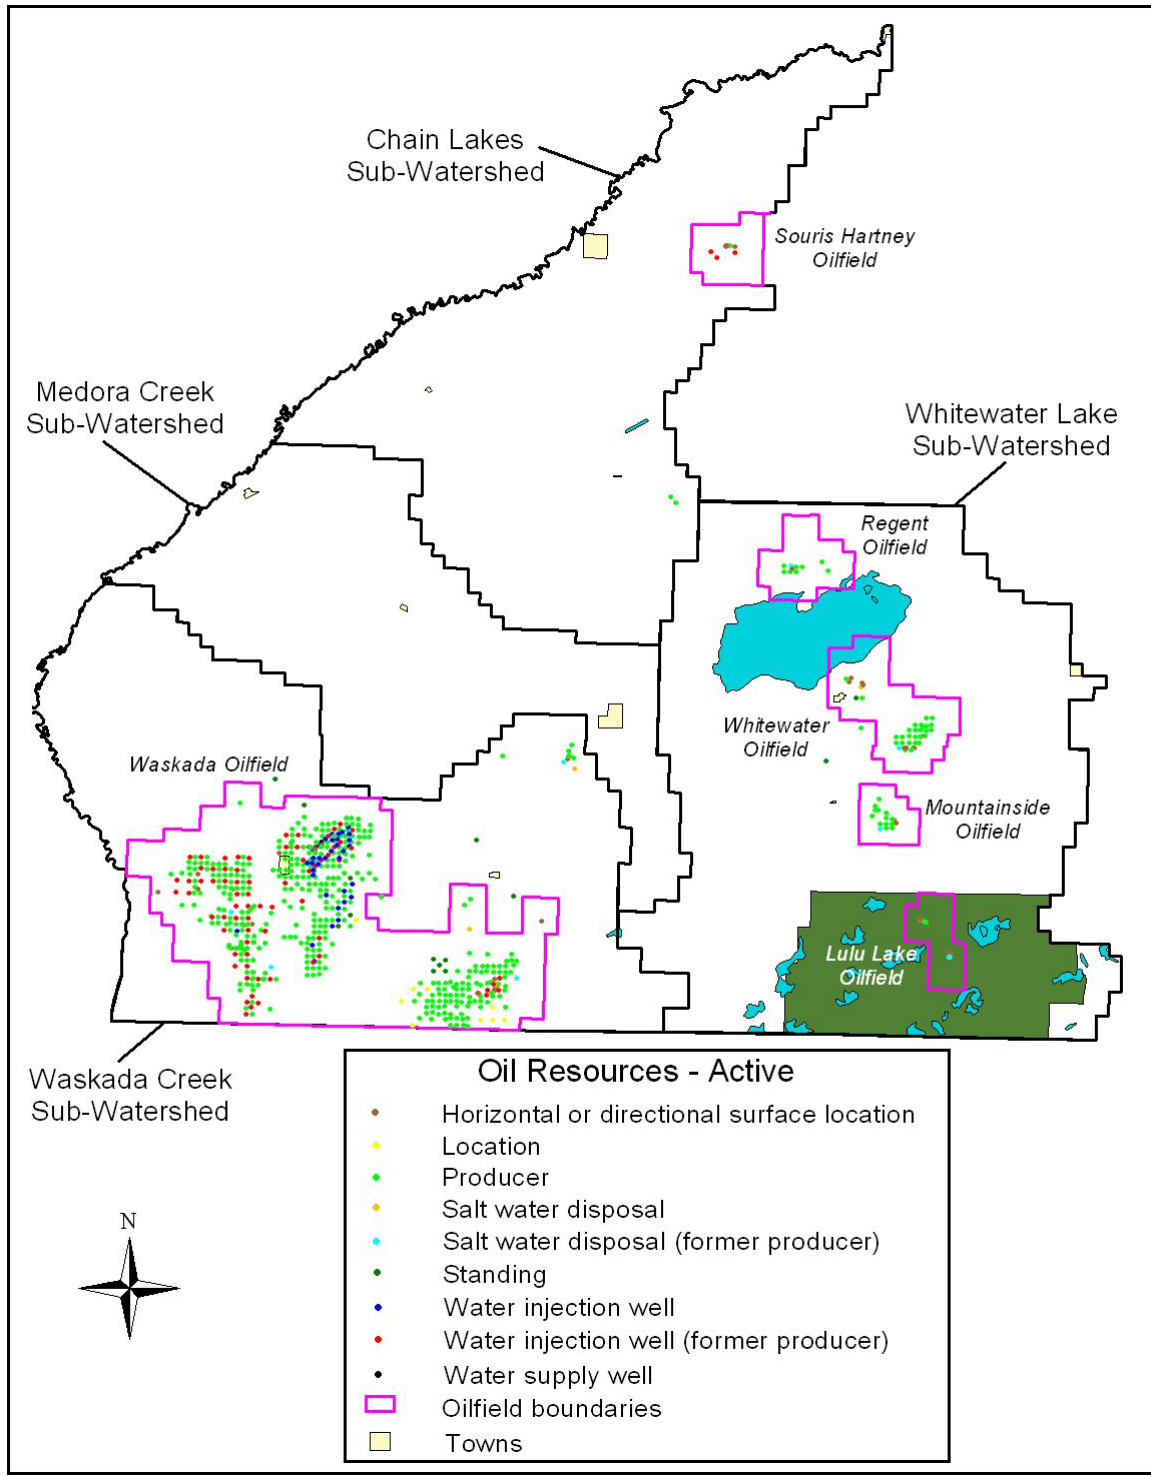 Chain Lakes
Sub-Watershed
Souris Hartney
Oilfield
Medora Creek
Sub-Watershed
Whitewater Lake
Sub-Watershed
Regent
Oilfield
Whitewater
Oilfield
Waskada Oilfield
Mountainside
Oilfield
Lulu Lake
Oilfield
Waskada Creek
Sub-Watershed
Oil Resources - Active
Horizontal or directional surface location
Location
Producer
Salt water disposal
Salt water disposal (former producer)
Standing
Water injection well
Water injection well (former producer)
Water supply well
Oilfield boundaries
Towns
N